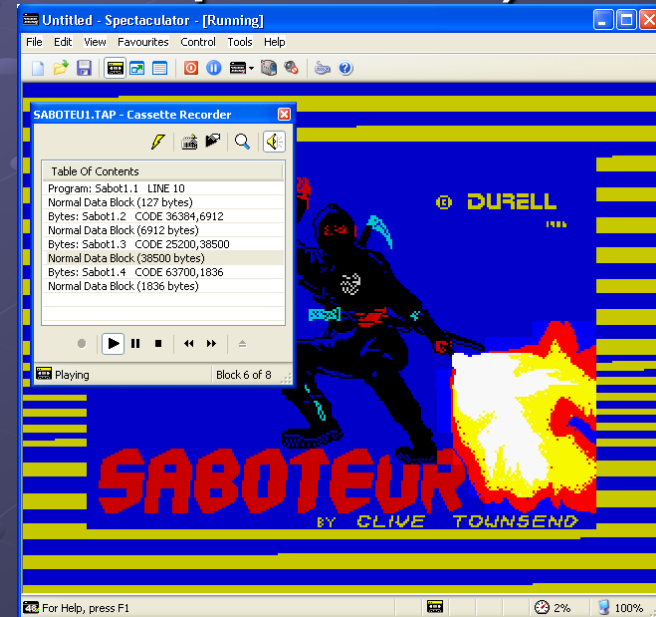 Untitled - Spectaculator - [Running]
File Edit View Favourites Control Tools Help
SABOTEU1.TAP - Cassette Recorder
Table Of Contents
Program: Sabot1.1 LINE 10
Normal Data Block (127 bytes)
Bytes: Sabot1.2 CODE 36384,6912
Normal Data Block (6912 bytes)
Bytes: Sabot1.3 CODE 25200,38500
Normal Data Block (38500 bytes)
Bytes: Sabot1.4 CODE 63700,1836
Normal Data Block (1836 bytes)
Playing
Block 6 of 8
© DURELL
SABOTEUR
BY CLIVE TOWNSEND
48 For Help, press F1
2%
100%